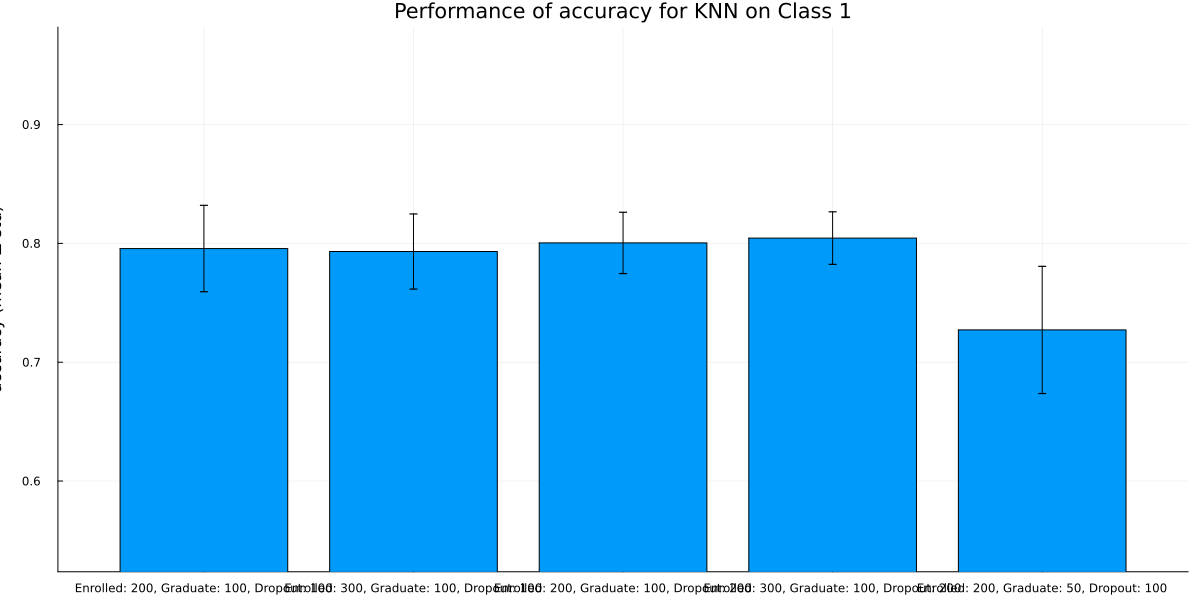 Performance of accuracy for KNN on Class 1
0.9
0.8
0.7
0.6
Enrolled: 200, Graduate: 100, Dropout: 100
Enrolled: 300, Graduate: 100, Dropout: 100
Enrolled: 200, Graduate: 100, Dropout: 200
Enrolled: 300, Graduate: 100, Dropout: 200
Enrolled: 200, Graduate: 50, Dropout: 100